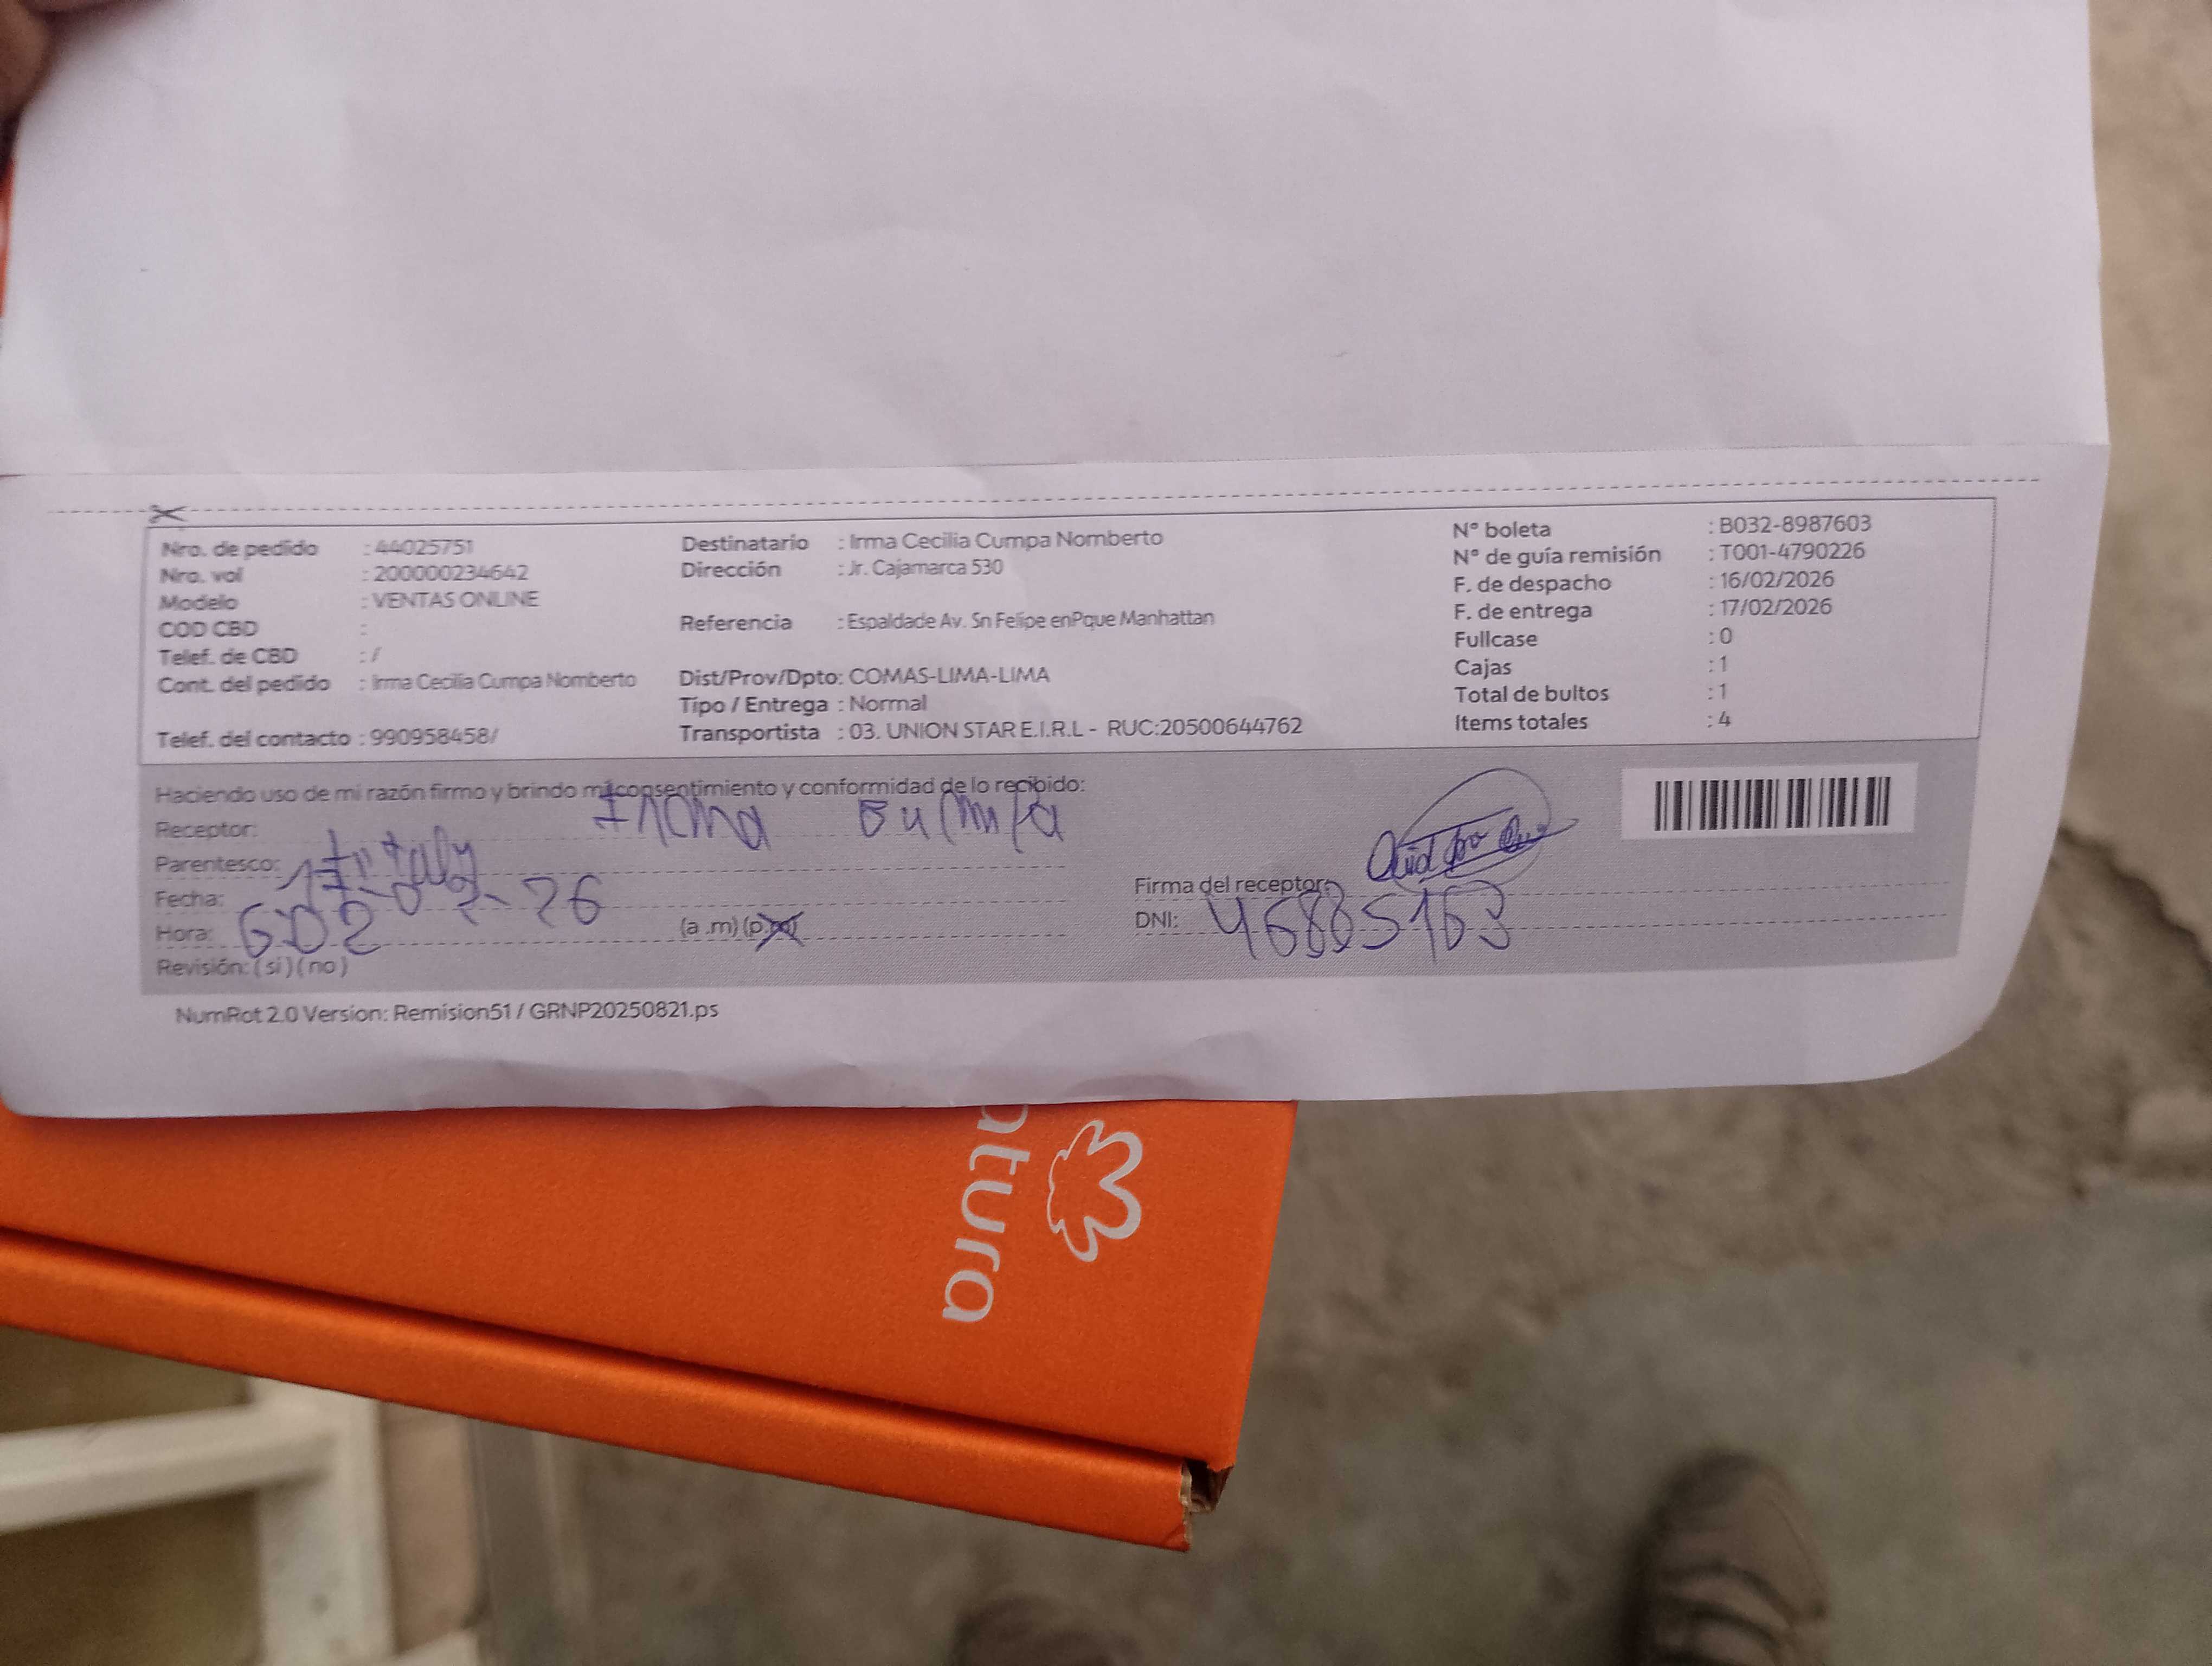 Nro. de pedido : 44025751
Nro. vol : 200000234642
Modelo : VENTAS ONLINE
COD CBD :
Telef. de CBD : /
Cont. del pedido : Irma Cecilia Cumpa Nomberto
Telef. del contacto : 990958458/
Destinatario : Irma Cecilia Cumpa Nomberto
Dirección : Jr. Cajamarca 530
Referencia : Espaldade Av. Sn Felipe enPque Manhattan
Dist/Prov/Dpto: COMAS-LIMA-LIMA
Tipo / Entrega : Normal
Transportista : 03. UNION STAR E.I.R.L - RUC:20500644762
N° boleta : B032-8987603
N° de guía remisión : T001-4790226
F. de despacho : 16/02/2026
F. de entrega : 17/02/2026
Fullcase : 0
Cajas : 1
Total de bultos : 1
Items totales : 4
Haciendo uso de mi razón firmo y brindo mi consentimiento y conformidad de lo recibido:
Receptor:
Parentesco:
Fecha: 17-02-26
Hora: 6:02 (a .m) (p.m)
Revisión: ( si ) ( no )
Firma del receptor:
DNI: 46885163
NumRot 2.0 Version: Remision51 / GRNP20250821.ps
atura